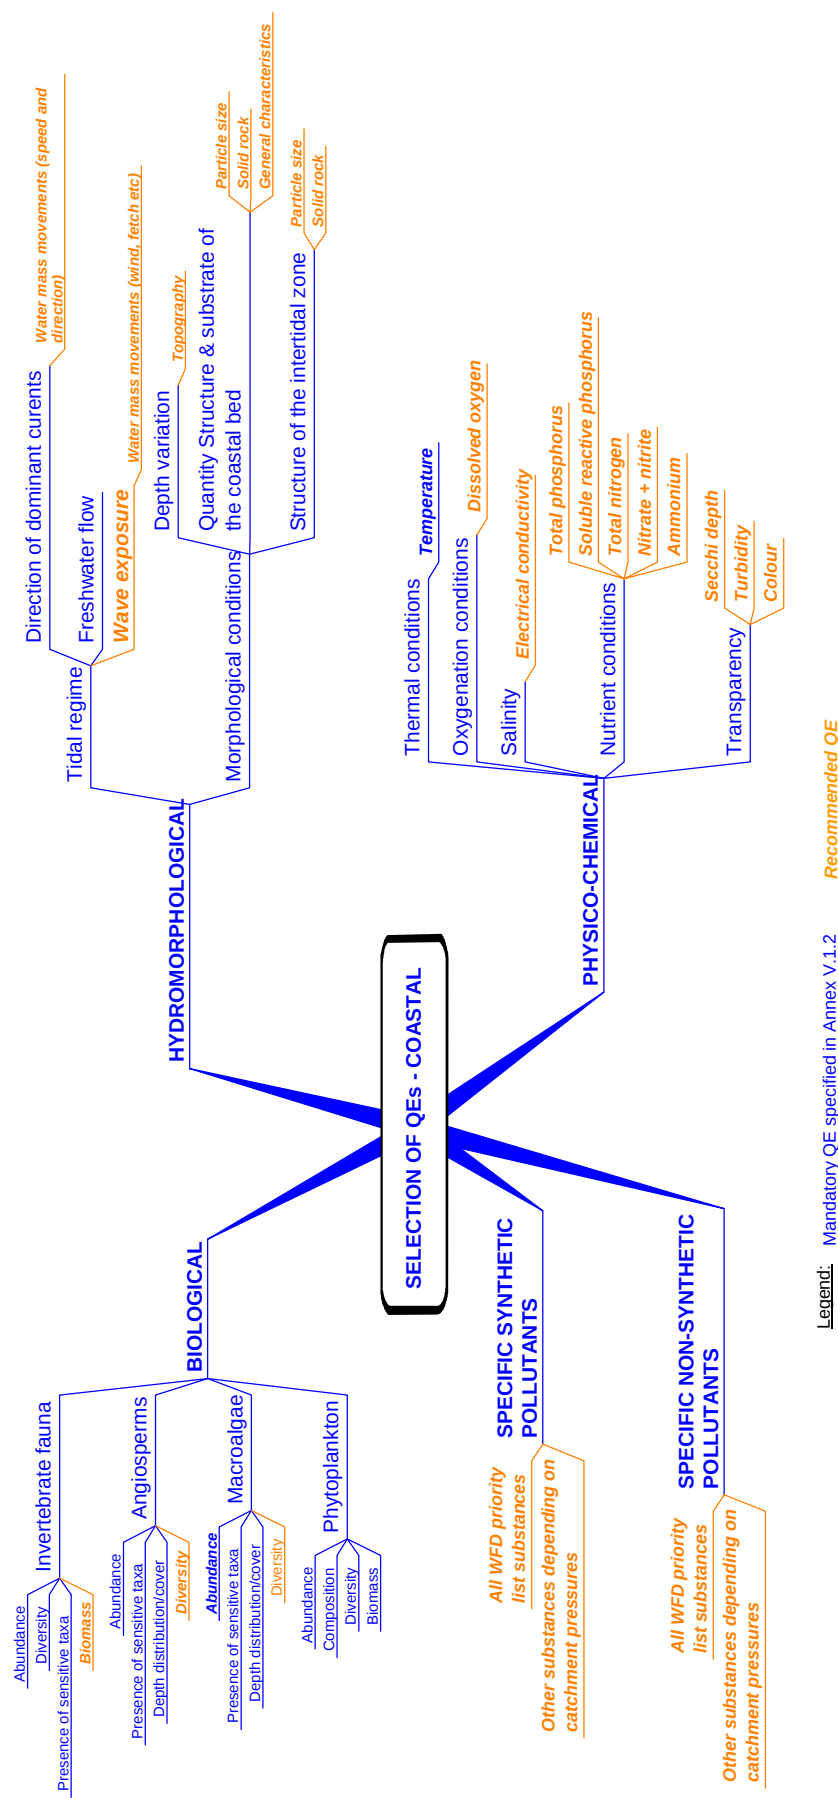 Abundance
Diversity
Presence of sensitive taxa
Biomass
Invertebrate fauna
Abundance
Presence of sensitive taxa
Depth distribution/cover
Diversity
Angiosperms
Abundance
Presence of sensitive taxa
Depth distribution/cover
Diversity
Macroalgae
Abundance
Composition
Diversity
Biomass
Phytoplankton
BIOLOGICAL
HYDROMORPHOLOGICAL
Tidal regime
Direction of dominant curents
Water mass movements (speed and
direction)
Freshwater flow
Wave exposure
Water mass movements (wind, fetch etc)
Morphological conditions
Depth variation
Topography
Quantity Structure & substrate of
the coastal bed
Particle size
Solid rock
General characteristics
Structure of the intertidal zone
Particle size
Solid rock
SELECTION OF QEs - COASTAL
SPECIFIC SYNTHETIC
POLLUTANTS
All WFD priority
list substances
Other substances depending on
catchment pressures
SPECIFIC NON-SYNTHETIC
POLLUTANTS
All WFD priority
list substances
Other substances depending on
catchment pressures
PHYSICO-CHEMICAL
Thermal conditions
Temperature
Oxygenation conditions
Dissolved oxygen
Salinity
Electrical conductivity
Nutrient conditions
Total phosphorus
Soluble reactive phosphorus
Total nitrogen
Nitrate + nitrite
Ammonium
Transparency
Secchi depth
Turbidity
Colour
Legend: Mandatory QE specified in Annex V.1.2 Recommended QE